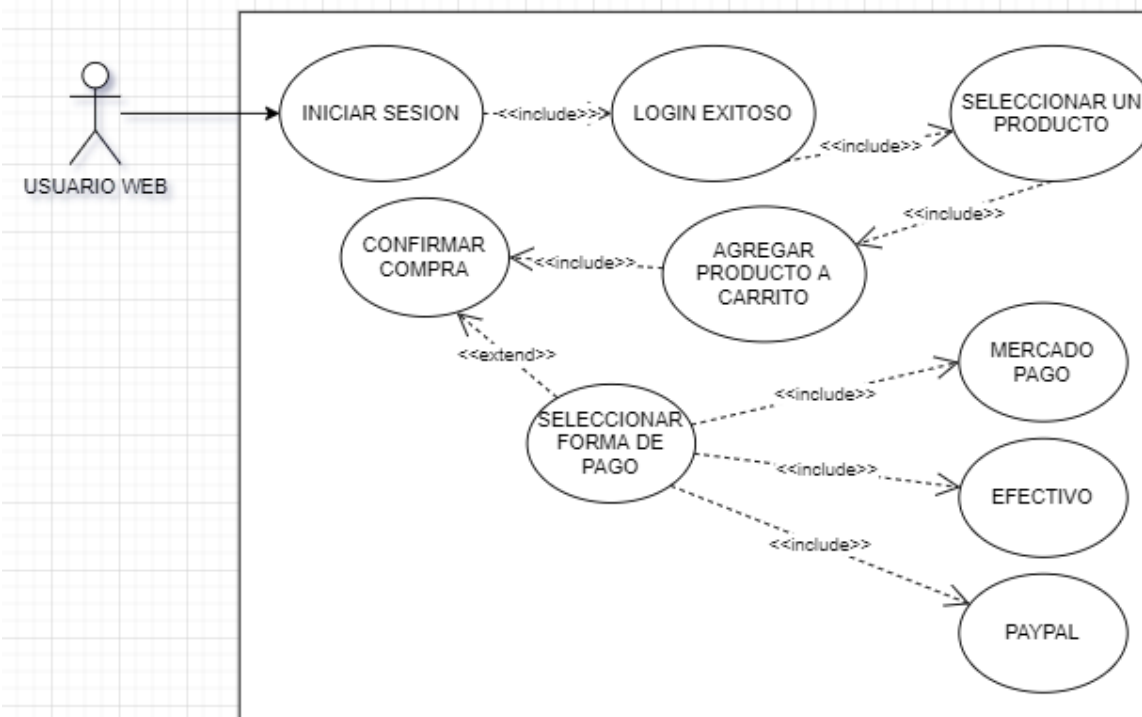 INICIAR SESION
<<include>>
LOGIN EXITOSO
<<include>>
SELECCIONAR UN
PRODUCTO
USUARIO WEB
<<include>>
AGREGAR
PRODUCTO A
CARRITO
<<include>>
CONFIRMAR
COMPRA
<<extend>>
SELECCIONAR
FORMA DE
PAGO
<<include>>
MERCADO
PAGO
<<include>>
EFECTIVO
<<include>>
PAYPAL